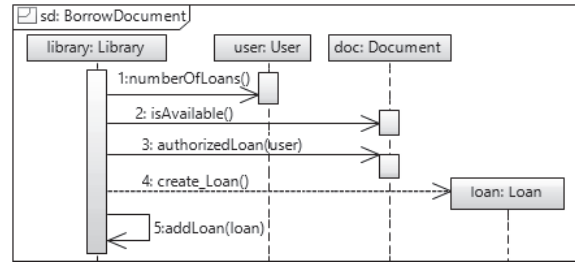 sd: BorrowDocument
library: Library
user: User
doc: Document
1:numberOfLoans()
2: isAvailable()
3: authorizedLoan(user)
4: create_Loan()
loan: Loan
5:addLoan(loan)